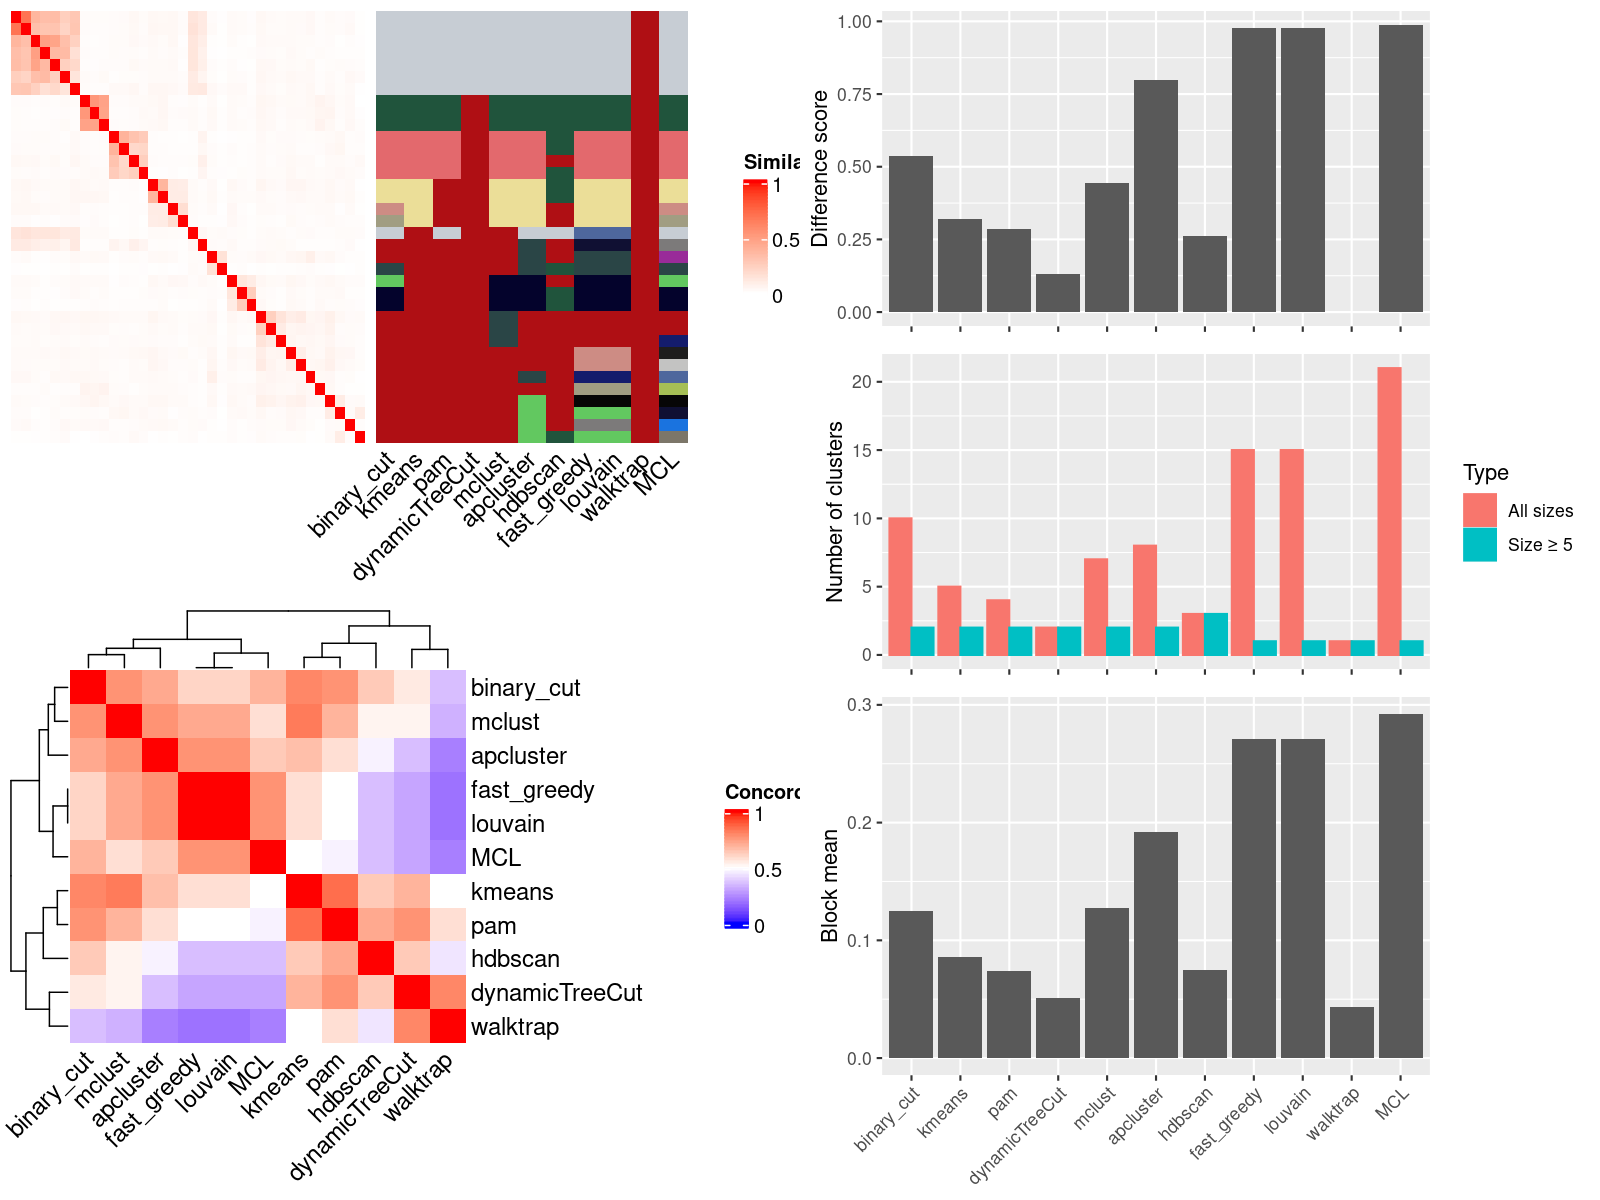 Simila
1
0.5
0
binary_cut
kmeans
pam
dynamicTreeCut
mclust
apcluster
hdbscan
fast_greedy
louvain
walktrap
MCL
binary_cut
mclust
apcluster
fast_greedy
louvain
MCL
kmeans
pam
hdbscan
dynamicTreeCut
walktrap
binary_cut
mclust
apcluster
fast_greedy
louvain
MCL
kmeans
pam
hdbscan
dynamicTreeCut
walktrap
Concord
1
0.5
0
Difference score
1.00
0.75
0.50
0.25
0.00
Number of clusters
20
15
10
5
0
Type
All sizes
Size ≥ 5
Block mean
0.3
0.2
0.1
0.0
binary_cut
kmeans
pam
dynamicTreeCut
mclust
apcluster
hdbscan
fast_greedy
louvain
walktrap
MCL